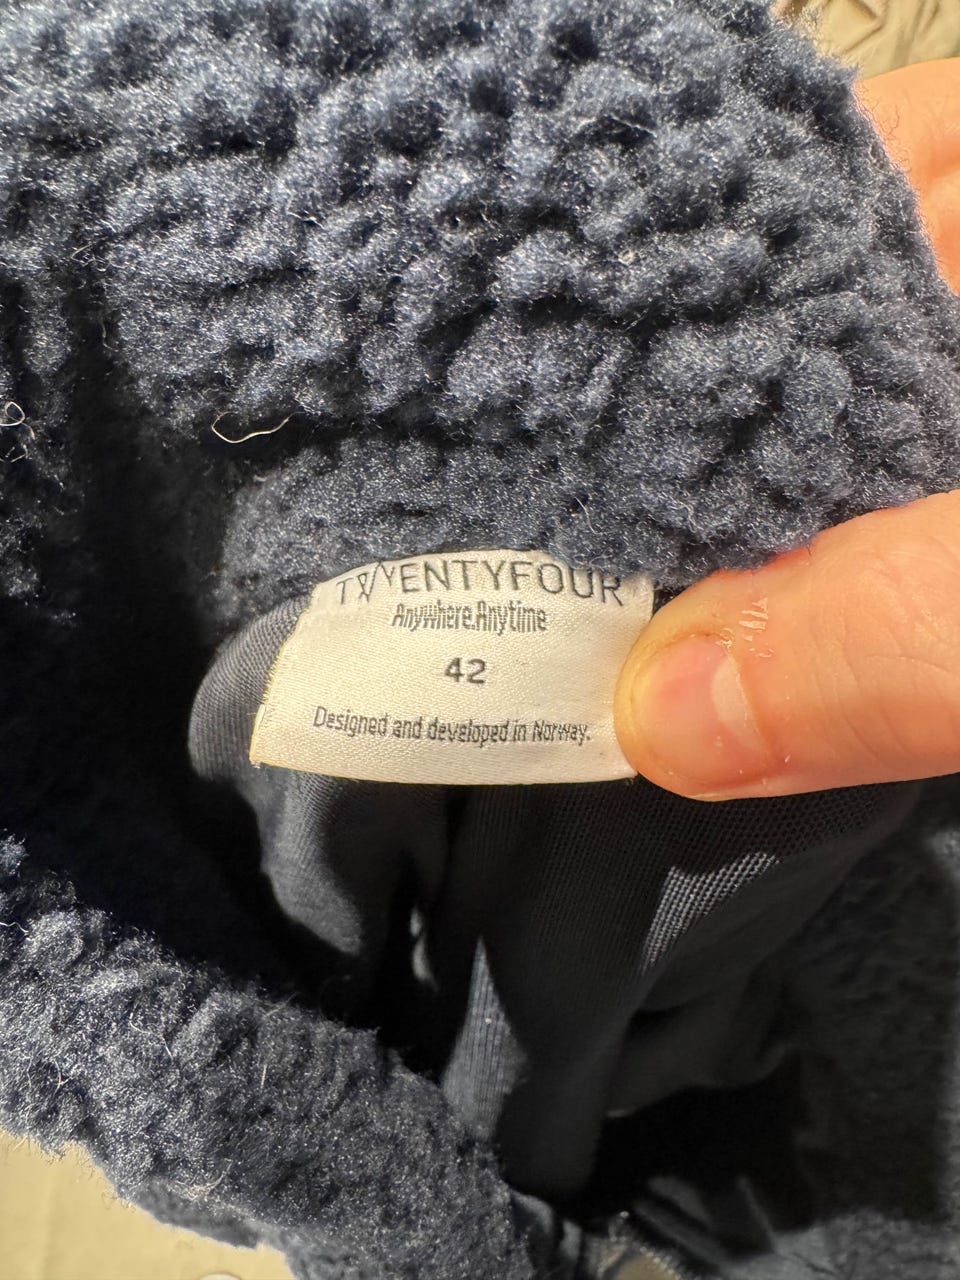 TWENTYFOUR
Anywhere.Anytime
42
Designed and developed in Norway.